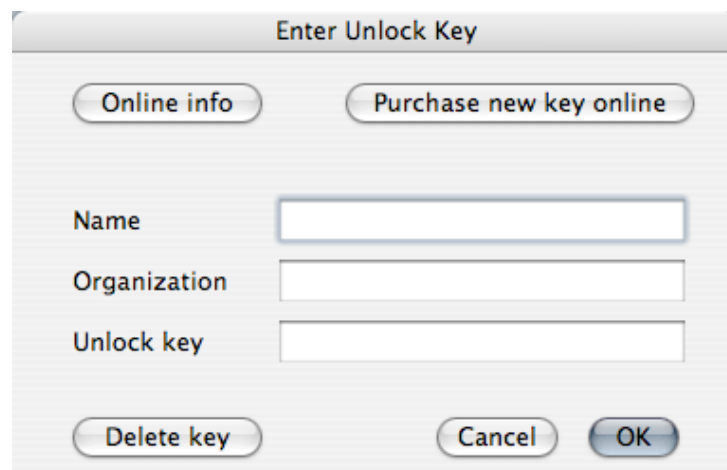 Enter Unlock Key
Online info
Purchase new key online
Name
Organization
Unlock key
Delete key
Cancel
OK